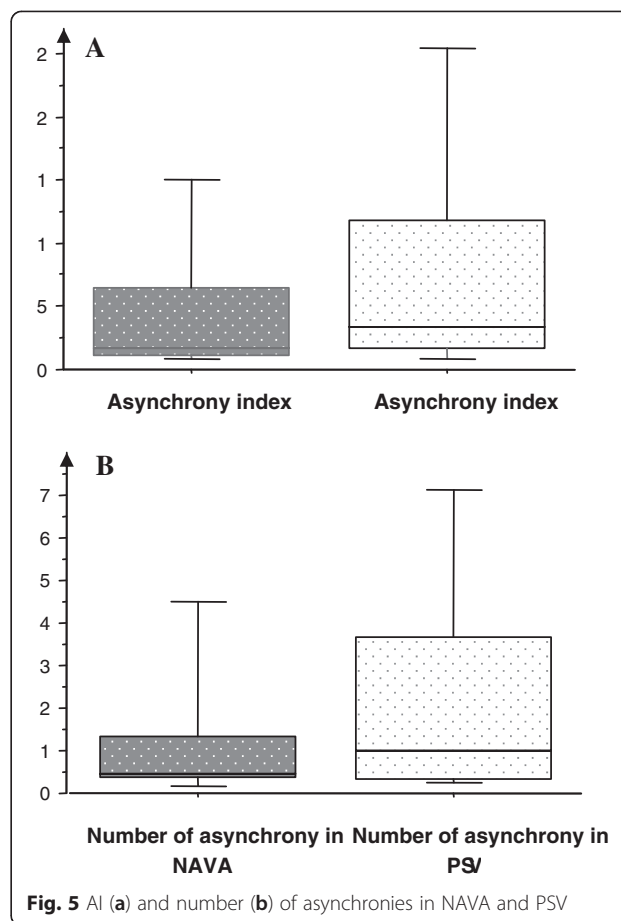 A
2
2
1
1
5
0
Asynchrony index Asynchrony index
B
7
6
5
4
3
2
1
0
Number of asynchrony in Number of asynchrony in
NAVA PSV
Fig. 5 AI (a) and number (b) of asynchronies in NAVA and PSV